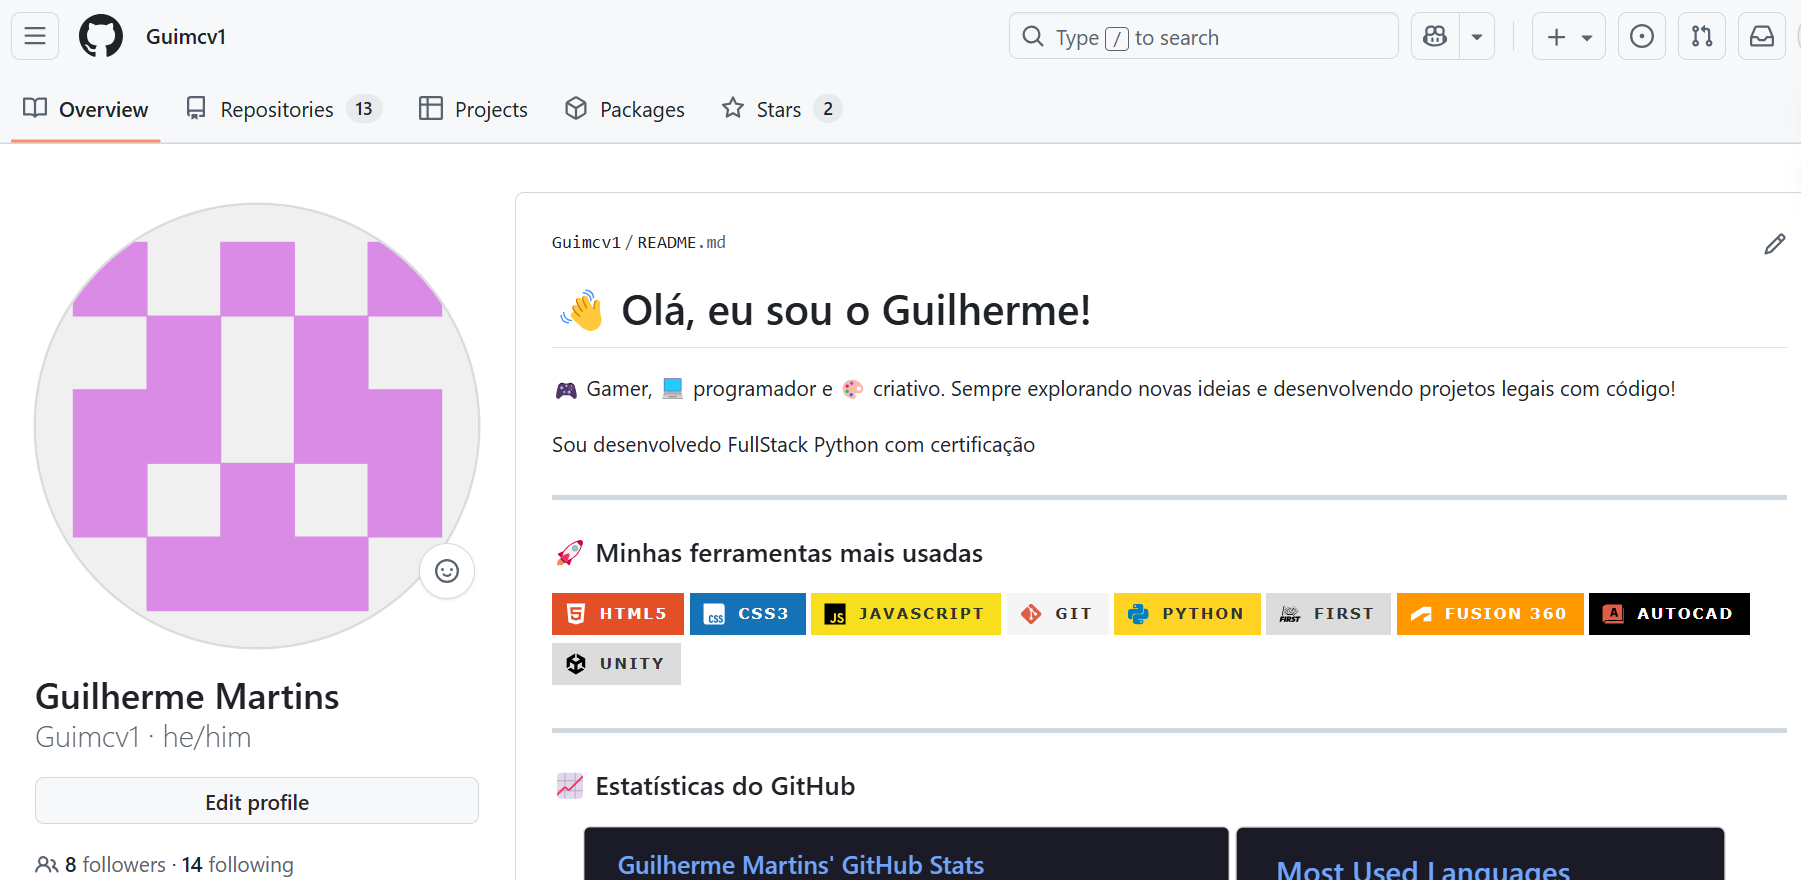 Guimcv1
Type / to search
Overview Repositories 13 Projects Packages Stars 2
Guimcv1/README.md
👋 Olá, eu sou o Guilherme!
🎮 Gamer, 💻 programador e 🎨 criativo. Sempre explorando novas ideias e desenvolvendo projetos legais com código!
Sou desenvolvedo FullStack Python com certificação
🚀 Minhas ferramentas mais usadas
HTML5 CSS3 JS JAVASCRIPT GIT PYTHON FIRST FIRST FUSION 360 A AUTOCAD
UNITY
Guilherme Martins
Guimcv1 · he/him
Edit profile
8 followers · 14 following
📈 Estatísticas do GitHub
Guilherme Martins' GitHub Stats
Most Used Languages